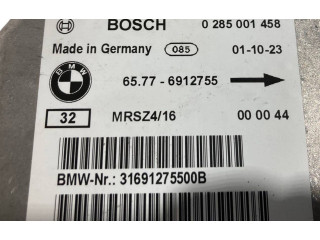 BOSCH 0 285 001 458
Made in Germany 085 01-10-23
BMW 65.77 - 6912755
32 MRSZ4/16 00 00 44
BMW-Nr.: 31691275500B